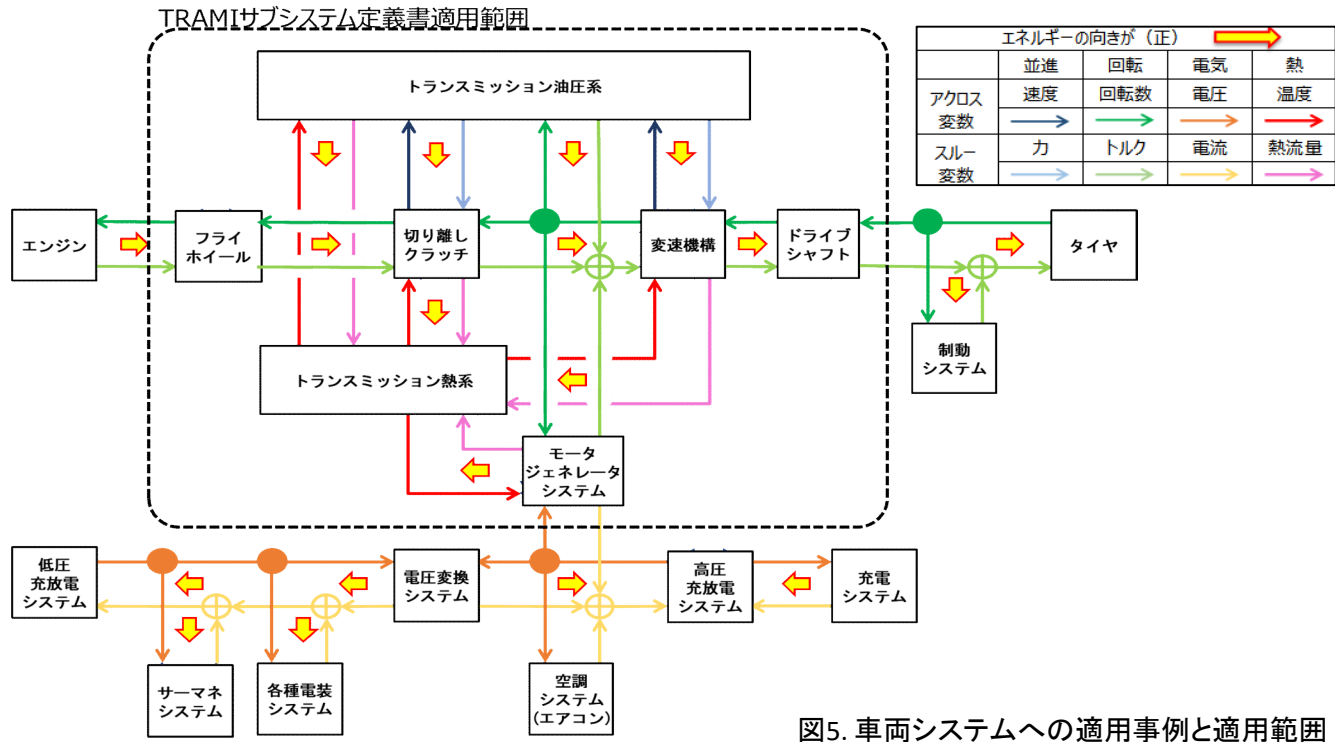 TRAMIサブシステム定義書適用範囲
エネルギーの向きが（正）
並進 回転 電気 熱
アクロス
変数
速度 回転数 電圧 温度
スルー
変数
力 トルク 電流 熱流量
トランスミッション油圧系
エンジン
フライ
ホイール
切り離し
クラッチ
変速機構
ドライブ
シャフト
タイヤ
制動
システム
トランスミッション熱系
モータ
ジェネレータ
システム
低圧
充放電
システム
電圧変換
システム
高圧
充放電
システム
充電
システム
サーマネ
システム
各種電装
システム
空調
システム
(エアコン)
図5. 車両システムへの適用事例と適用範囲